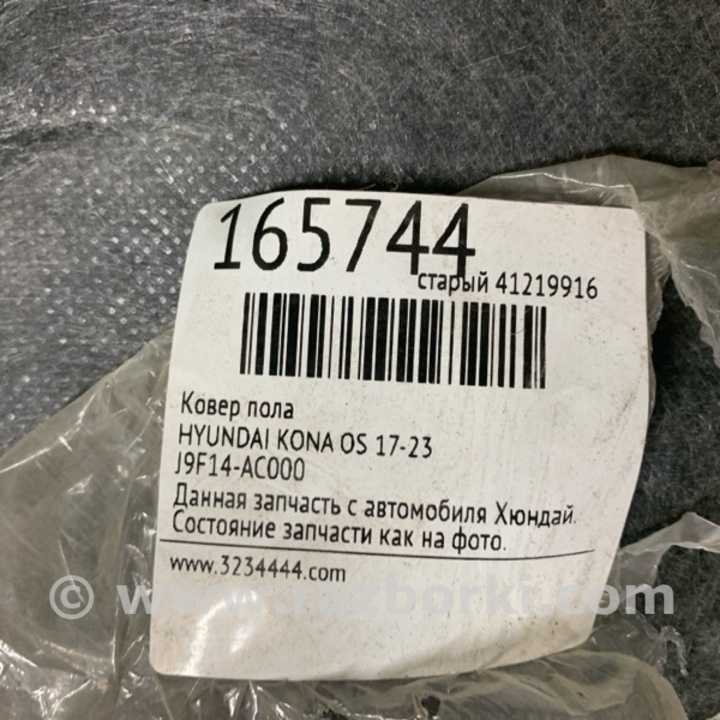 165744
старый 41219916
Ковер пола
HYUNDAI KONA OS 17-23
J9F14-AC000
Данная запчасть с автомобиля Хюндай.
Состояние запчасти как на фото.
www.3234444.com
© www.razborki.com